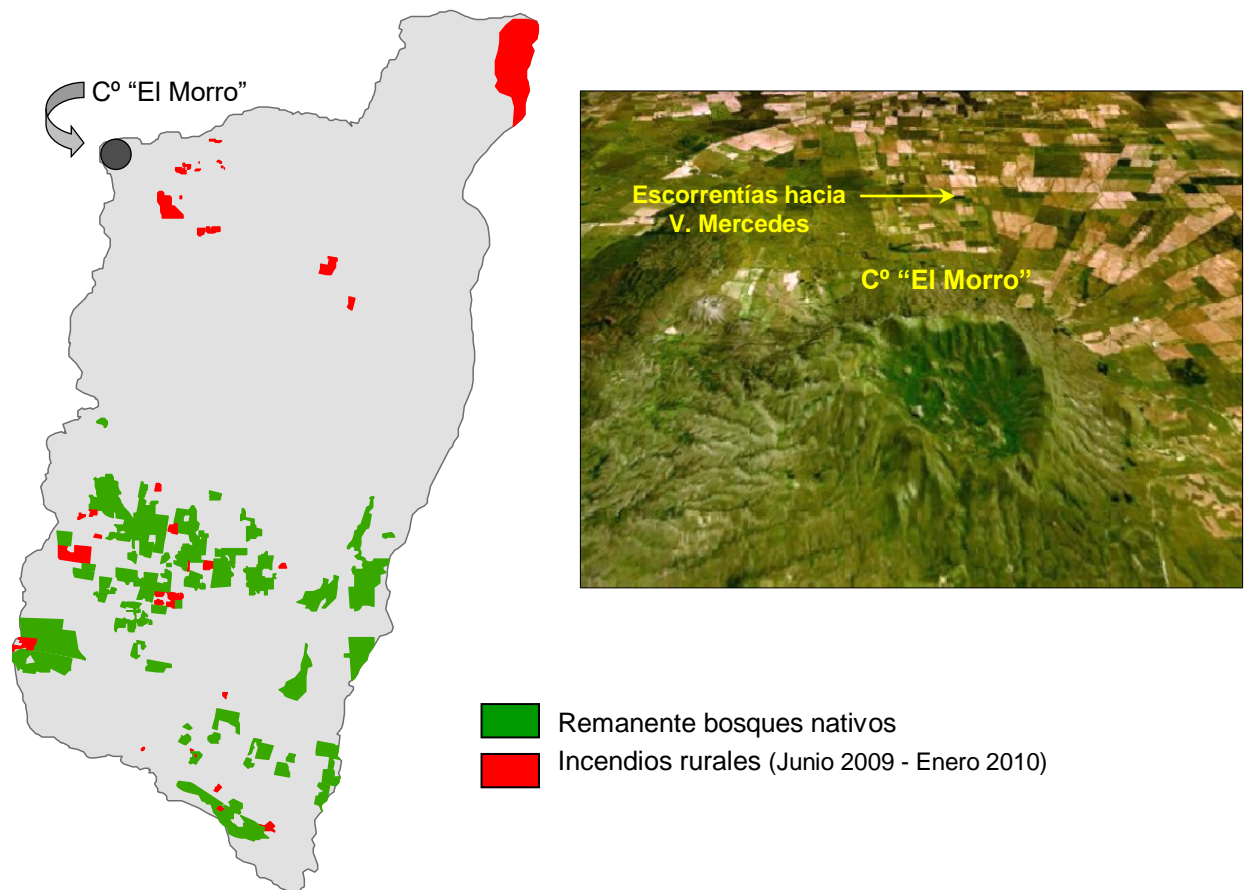 Cº “El Morro”
Escorrentías hacia
V. Mercedes
Cº “El Morro”
Remanente bosques nativos
Incendios rurales (Junio 2009 - Enero 2010)